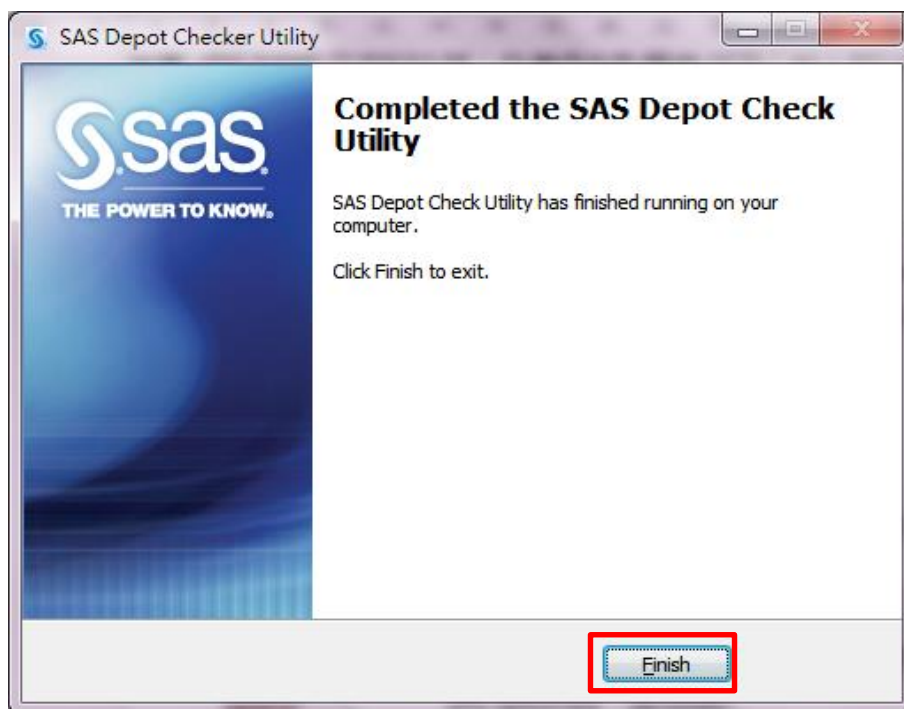 SAS Depot Checker Utility
sas
THE POWER TO KNOW®
Completed the SAS Depot Check
Utility
SAS Depot Check Utility has finished running on your
computer.
Click Finish to exit.
Finish